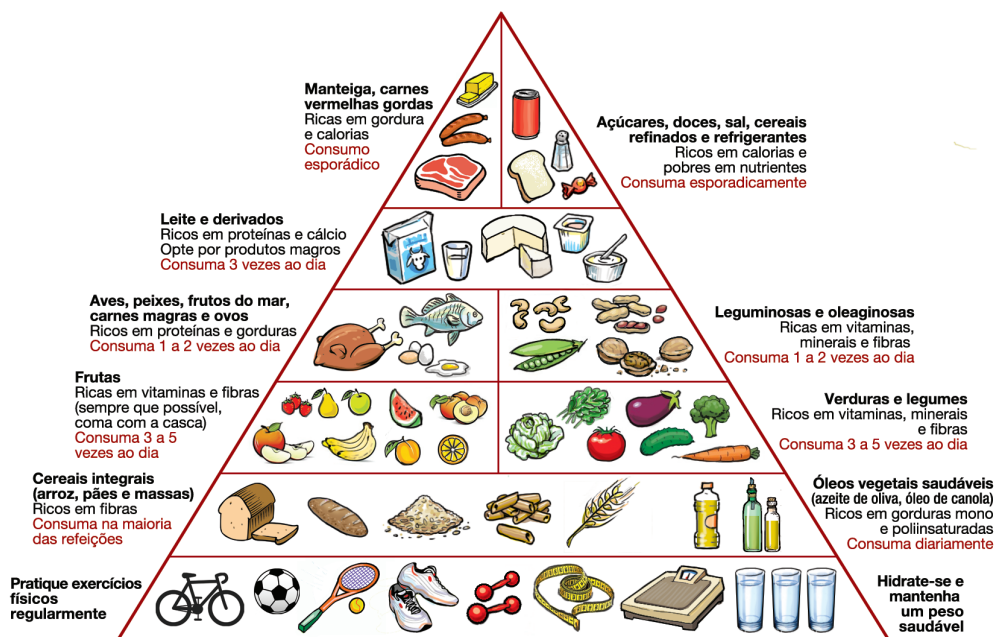 Manteiga, carnes
vermelhas gordas
Ricas em gordura
e calorias
Consumo
esporádico
Açúcares, doces, sal, cereais
refinados e refrigerantes
Ricos em calorias e
pobres em nutrientes
Consuma esporadicamente
Leite e derivados
Ricos em proteínas e cálcio
Opte por produtos magros
Consuma 3 vezes ao dia
Aves, peixes, frutos do mar,
carnes magras e ovos
Ricos em proteínas e gorduras
Consuma 1 a 2 vezes ao dia
Leguminosas e oleaginosas
Ricas em vitaminas,
minerais e fibras
Consuma 1 a 2 vezes ao dia
Frutas
Ricas em vitaminas e fibras
(sempre que possível,
coma com a casca)
Consuma 3 a 5
vezes ao dia
Verduras e legumes
Ricos em vitaminas, minerais
e fibras
Consuma 3 a 5 vezes ao dia
Cereais integrais
(arroz, pães e massas)
Ricos em fibras
Consuma na maioria
das refeições
Óleos vegetais saudáveis
(azeite de oliva, óleo de canola)
Ricos em gorduras mono
e poliinsaturadas
Consuma diariamente
Pratique exercícios
físicos
regularmente
Hidrate-se e
mantenha
um peso
saudável